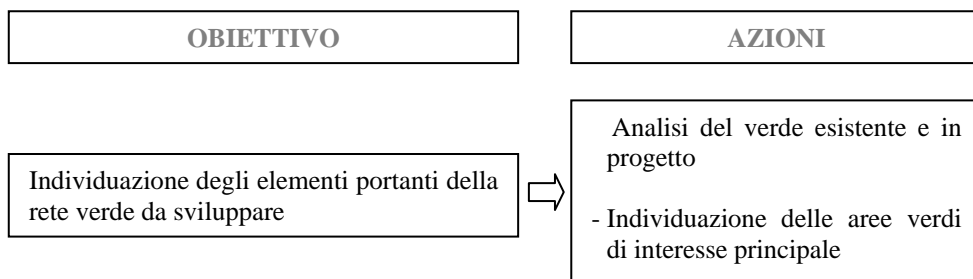 OBIETTIVO
AZIONI
Individuazione degli elementi portanti della
rete verde da sviluppare
Analisi del verde esistente e in
progetto
- Individuazione delle aree verdi
di interesse principale